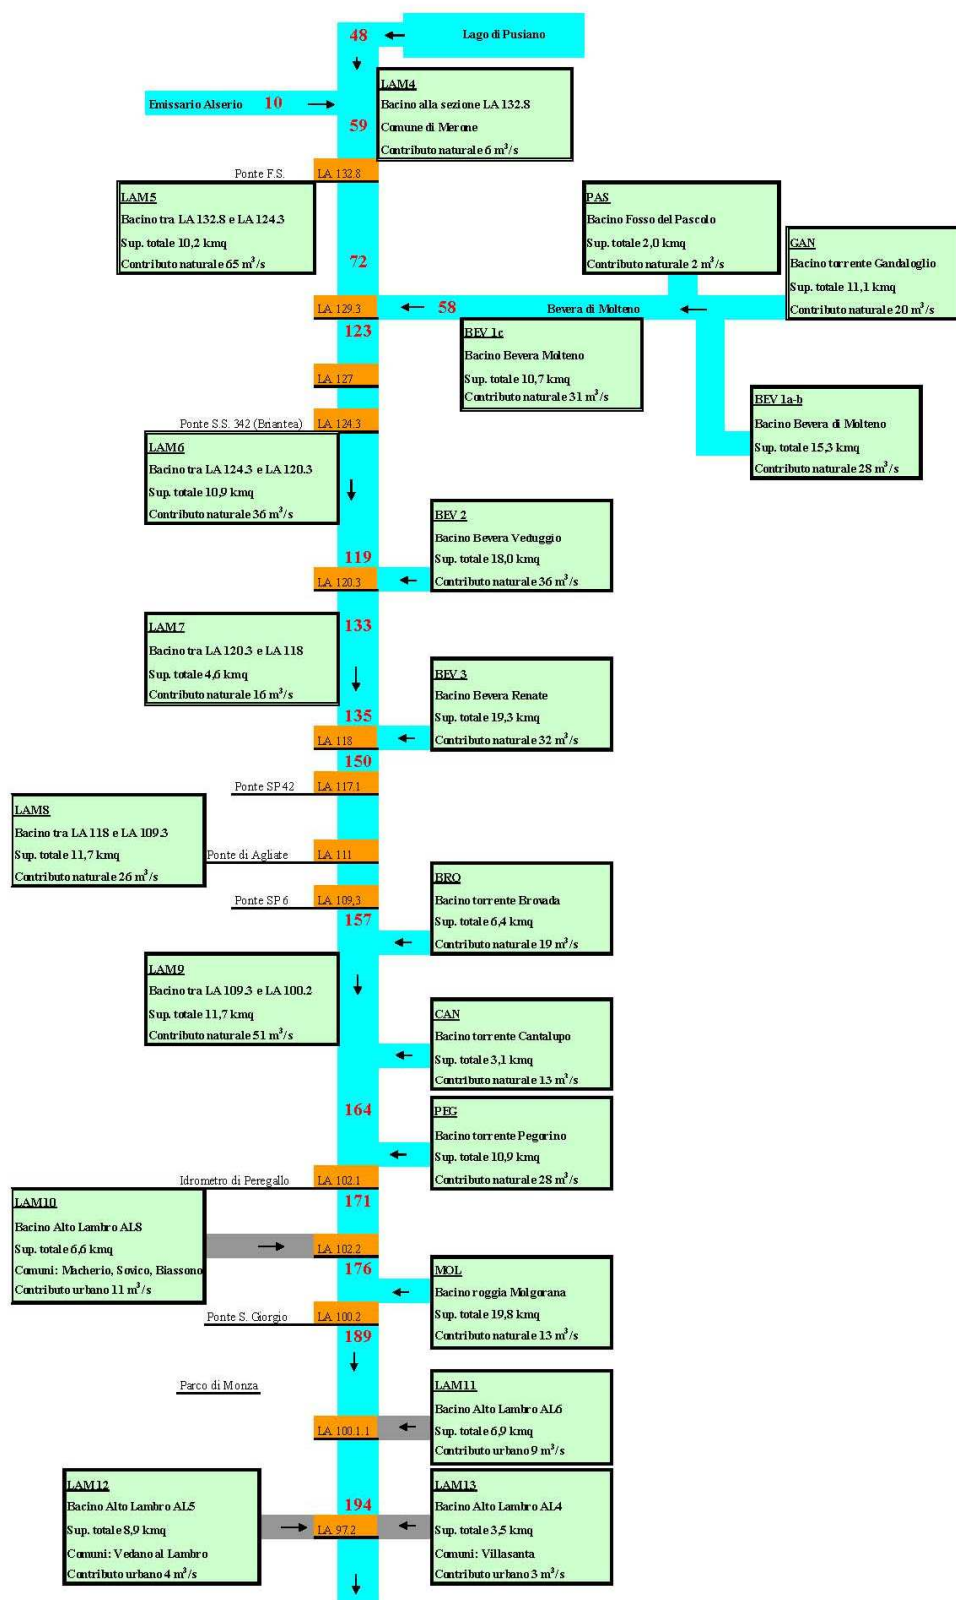 48
Lago di Pusiano
LAM4
Bacino alla sezione LA 132.8
Comune di Merone
Contributo naturale 6 m³/s
Emissario Alserio 10
59
Ponte F.S.
LA 132.8
LAM5
Bacino tra LA 132.8 e LA 124.3
Sup. totale 10,2 kmq
Contributo naturale 65 m³/s
PAS
Bacino Fosso del Pascolo
Sup. totale 2,0 kmq
Contributo naturale 2 m³/s
GAN
Bacino torrente Gandaloglio
Sup. totale 11,1 kmq
Contributo naturale 20 m³/s
72
LA 129.3
58
Bevera di Molteno
123
BEV 1c
Bacino Bevera Molteno
Sup. totale 10,7 kmq
Contributo naturale 31 m³/s
LA 127
BEV 1a-b
Bacino Bevera di Molteno
Sup. totale 15,3 kmq
Contributo naturale 28 m³/s
Ponte S.S. 342 (Briantea)
LA 124.3
LAM6
Bacino tra LA 124.3 e LA 120.3
Sup. totale 10,9 kmq
Contributo naturale 36 m³/s
BEV 2
Bacino Bevera Veduggio
Sup. totale 18,0 kmq
Contributo naturale 36 m³/s
119
LA 120.3
LAM7
Bacino tra LA 120.3 e LA 118
Sup. totale 4,6 kmq
Contributo naturale 16 m³/s
133
BEV 3
Bacino Bevera Renate
Sup. totale 19,3 kmq
Contributo naturale 32 m³/s
135
LA 118
150
Ponte SP 42
LA 117.1
LAM8
Bacino tra LA 118 e LA 109.3
Sup. totale 11,7 kmq
Contributo naturale 26 m³/s
Ponte di Agliate
LA 111
Ponte SP 6
LA 109,3
BRO
Bacino torrente Brovada
Sup. totale 6,4 kmq
Contributo naturale 19 m³/s
157
LAM9
Bacino tra LA 109.3 e LA 100.2
Sup. totale 11,7 kmq
Contributo naturale 51 m³/s
CAN
Bacino torrente Cantalupo
Sup. totale 3,1 kmq
Contributo naturale 13 m³/s
164
PEG
Bacino torrente Pegorino
Sup. totale 10,9 kmq
Contributo naturale 28 m³/s
Idrometro di Peregallo
LA 102.1
171
LAM10
Bacino Alto Lambro AL8
Sup. totale 6,6 kmq
Comuni: Macherio, Sovico, Biassono
Contributo urbano 11 m³/s
LA 102.2
176
MOL
Bacino roggia Molgorana
Sup. totale 19,8 kmq
Contributo naturale 13 m³/s
Ponte S. Giorgio
LA 100.2
189
Parco di Monza
LAM11
Bacino Alto Lambro AL6
Sup. totale 6,9 kmq
Contributo urbano 9 m³/s
LA 100.1.1
LAM12
Bacino Alto Lambro AL5
Sup. totale 8,9 kmq
Comuni: Vedano al Lambro
Contributo urbano 4 m³/s
194
LA 97.2
LAM13
Bacino Alto Lambro AL4
Sup. totale 3,5 kmq
Comuni: Villasanta
Contributo urbano 3 m³/s